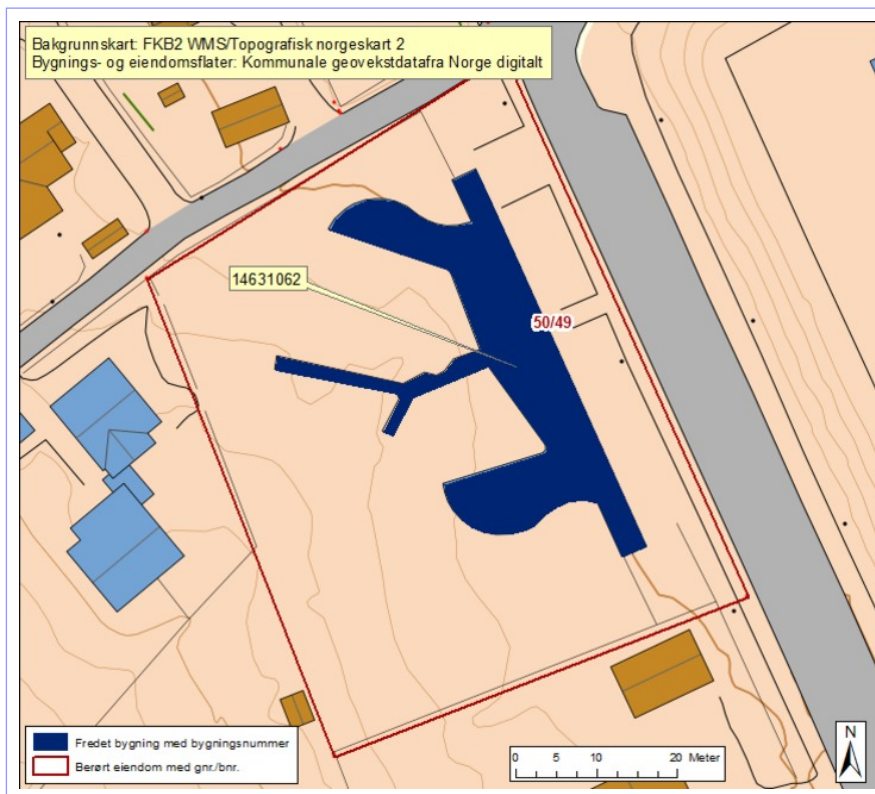 Bakgrunnskart: FKB2 WMS/Topografisk norgeskart 2
Bygnings- og eiendomsflater: Kommunale geovekstdatafra Norge digitalt
14631062
50/49
Fredet bygning med bygningsnummer
Berørt eiendom med gnr./bnr.
0 5 10 20 Meter
N